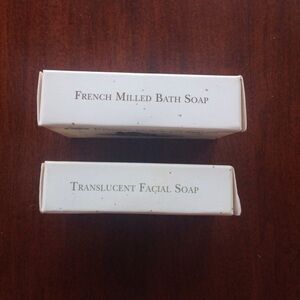 French Milled Bath Soap
Translucent Facial Soap